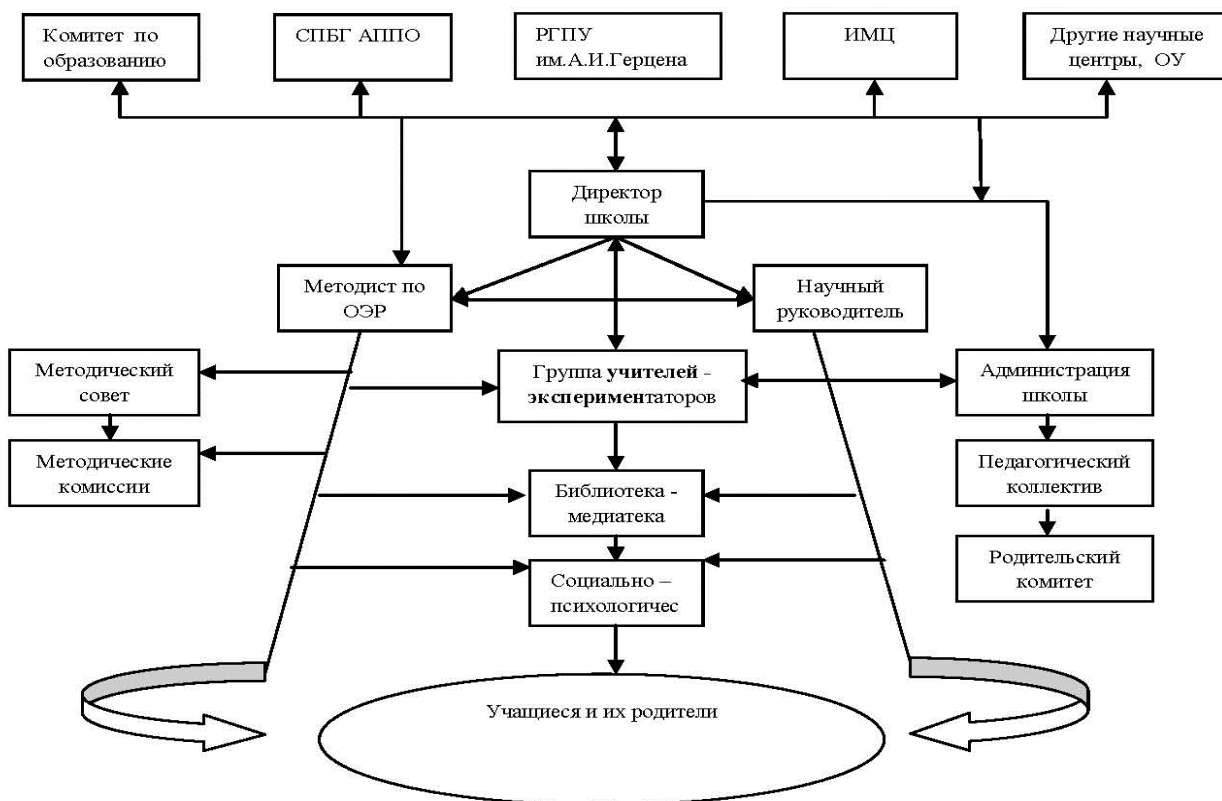 Комитет по
образованию
СПБГ АППО
РГПУ
им.А.И.Герцена
ИМЦ
Другие научные
центры, ОУ
Директор
школы
Методист по
ОЭР
Научный
руководитель
Методический
совет
Группа учителей -
экспериментаторов
Администрация
школы
Методические
комиссии
Библиотека -
медиатека
Педагогический
коллектив
Социально –
психологичес
Родительский
комитет
Учащиеся и их родители